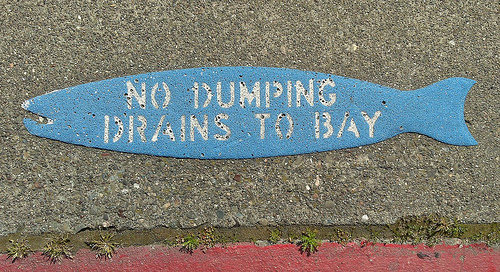 NO DUMPING
DRAINS TO BAY